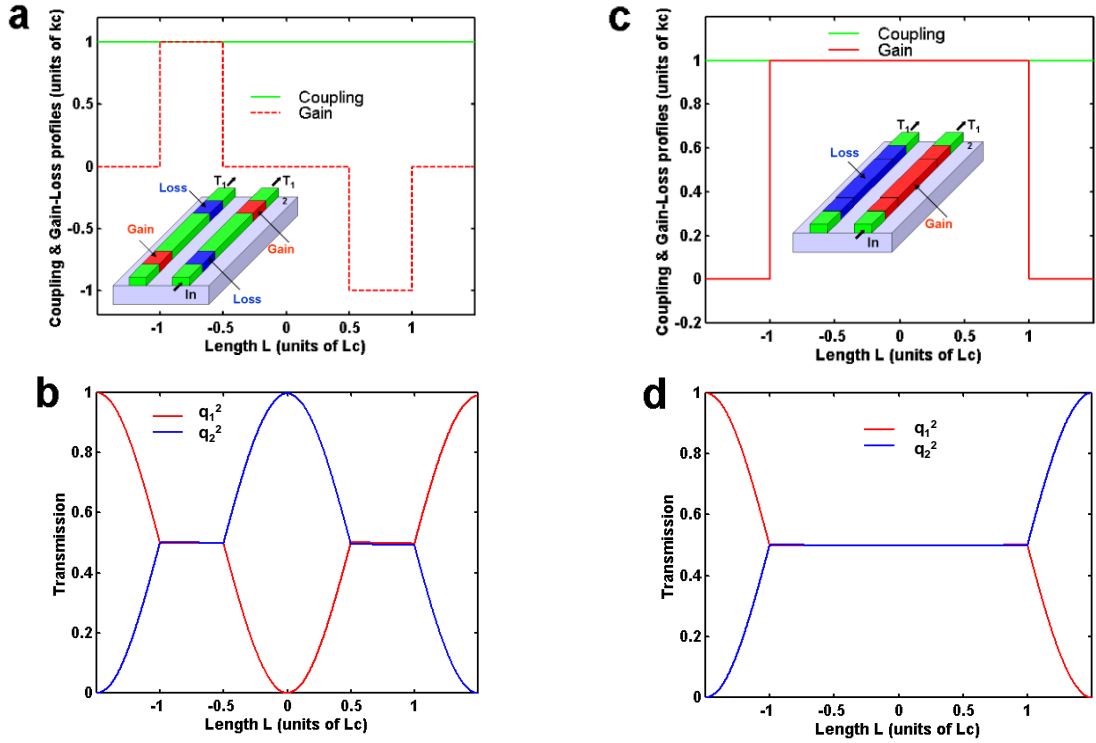 a
Coupling & Gain-Loss profiles (units of kc)
1
0.5
0
-0.5
-1
Coupling
Gain
Loss
T1
T1
2
Gain
Gain
In
Loss
-1
-0.5
0
0.5
1
Length L (units of Lc)
c
Coupling & Gain-Loss profiles (units of kc)
1.2
1
0.8
0.6
0.4
0.2
0
-0.2
Coupling
Gain
T1
T1
2
Loss
Gain
In
-1
-0.5
0
0.5
1
Length L (units of Lc)
b
Transmission
1
0.8
0.6
0.4
0.2
0
q1²
q2²
-1
-0.5
0
0.5
1
Length L (units of Lc)
d
Transmission
1
0.8
0.6
0.4
0.2
0
q1²
q2²
-1
-0.5
0
0.5
1
Length L (units of Lc)